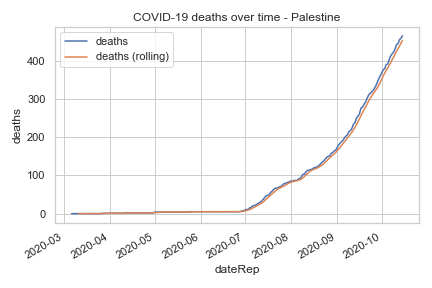 COVID-19 deaths over time - Palestine
deaths
deaths (rolling)
400
300
200
100
0
deaths
2020-03
2020-04
2020-05
2020-06
2020-07
2020-08
2020-09
2020-10
dateRep